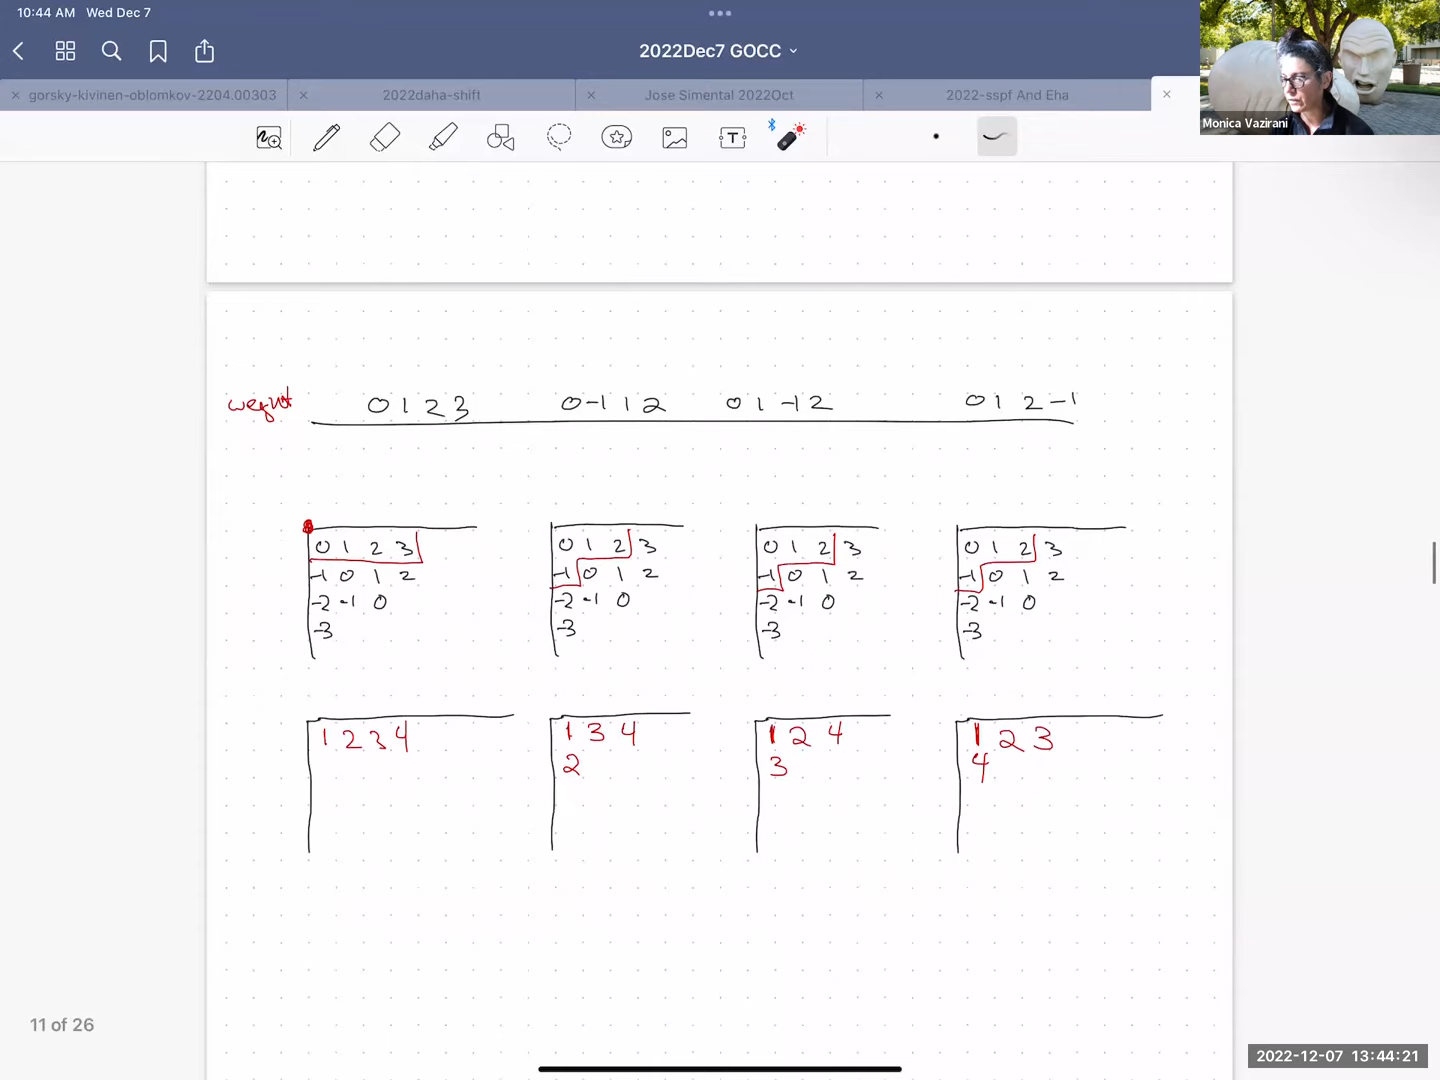 10:44 AM Wed Dec 7
2022Dec7 GOCC
gorsky-kivinen-oblomkov-2204.00303
2022daha-shift
Jose Simental 2022Oct
2022-sspf And Eha
Monica Vazirani
weight 0 1 2 3 0 -1 1 2 0 1 -1 2 0 1 2 -1
0 1 2 3 0 1 2 3 0 1 2 3 0 1 2 3
-1 0 1 2 -1 0 1 2 -1 0 1 2 -1 0 1 2
-2 -1 0 -2 -1 0 -2 -1 0 -2 -1 0
-3 -3 -3 -3
1 2 3 4 1 3 4 1 2 4 1 2 3
2 3 4
11 of 26
2022-12-07 13:44:21